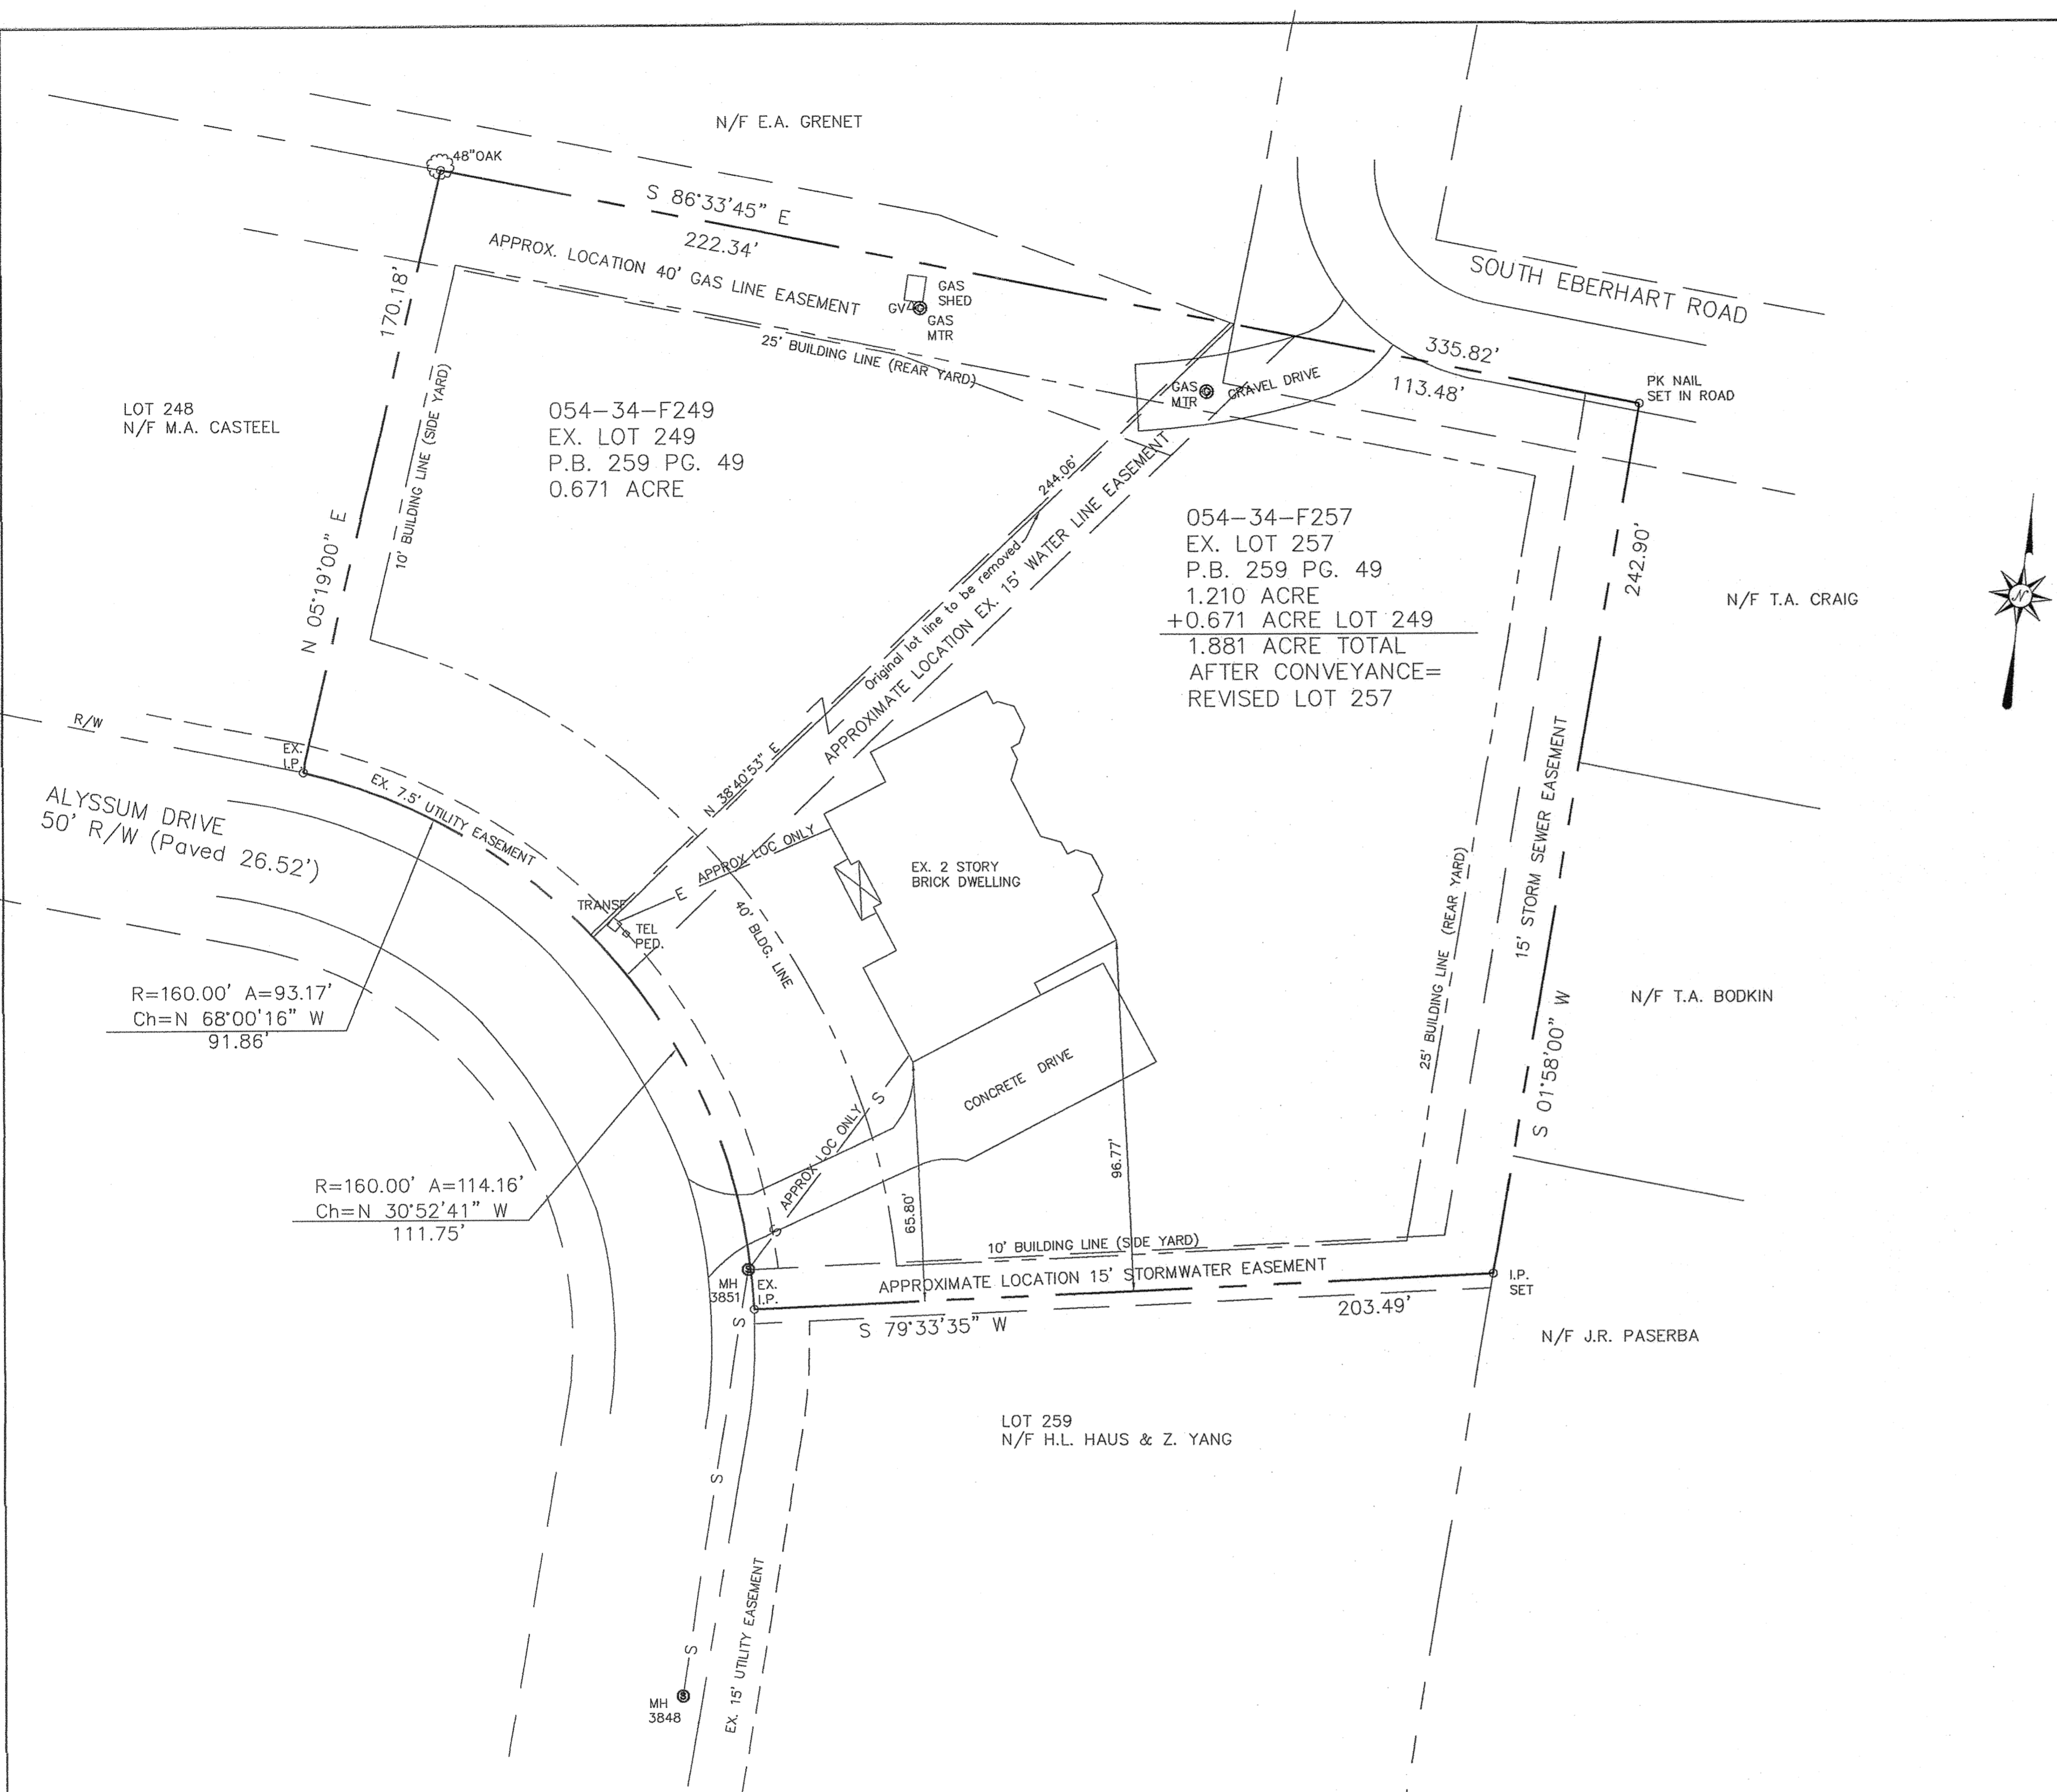 N/F E.A. GRENET
48"OAK
S 86°33'45" E
222.34'
APPROX. LOCATION 40' GAS LINE EASEMENT
GAS
SHED
GV
GAS
MTR
25' BUILDING LINE (REAR YARD)
SOUTH EBERHART ROAD
335.82'
113.48'
PK NAIL
SET IN ROAD
GAS
MTR
GRAVEL DRIVE
170.18'
N 05°19'00" E
10' BUILDING LINE (SIDE YARD)
LOT 248
N/F M.A. CASTEEL
054-34-F249
EX. LOT 249
P.B. 259 PG. 49
0.671 ACRE
244.06'
Original lot line to be removed
N 38°40'53" E
APPROXIMATE LOCATION EX. 15' WATER LINE EASEMENT
054-34-F257
EX. LOT 257
P.B. 259 PG. 49
1.210 ACRE
+0.671 ACRE LOT 249
1.881 ACRE TOTAL
AFTER CONVEYANCE=
REVISED LOT 257
242.90'
N/F T.A. CRAIG
N
R/W
EX.
I.P.
EX. 7.5' UTILITY EASEMENT
ALYSSUM DRIVE
50' R/W (Paved 26.52')
E
APPROX LOC ONLY
TRANSF
TEL
PED.
40' BLDG. LINE
EX. 2 STORY
BRICK DWELLING
15' STORM SEWER EASEMENT
25' BUILDING LINE (REAR YARD)
S 01°58'00" W
N/F T.A. BODKIN
R=160.00' A=93.17'
Ch=N 68°00'16" W
91.86'
CONCRETE DRIVE
S
APPROX LOC ONLY
S
R=160.00' A=114.16'
Ch=N 30°52'41" W
111.75'
65.80'
96.77'
10' BUILDING LINE (SIDE YARD)
APPROXIMATE LOCATION 15' STORMWATER EASEMENT
MH
3851
EX.
I.P.
I.P.
SET
S 79°33'35" W
203.49'
N/F J.R. PASERBA
S
LOT 259
N/F H.L. HAUS & Z. YANG
S
S
EX. 15' UTILITY EASEMENT
MH
3848